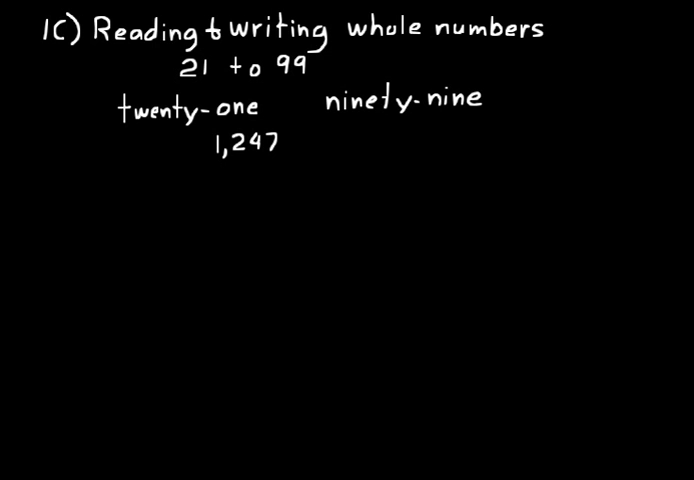 1C) Reading & writing whole numbers
21 to 99
twenty-one ninety-nine
1,247